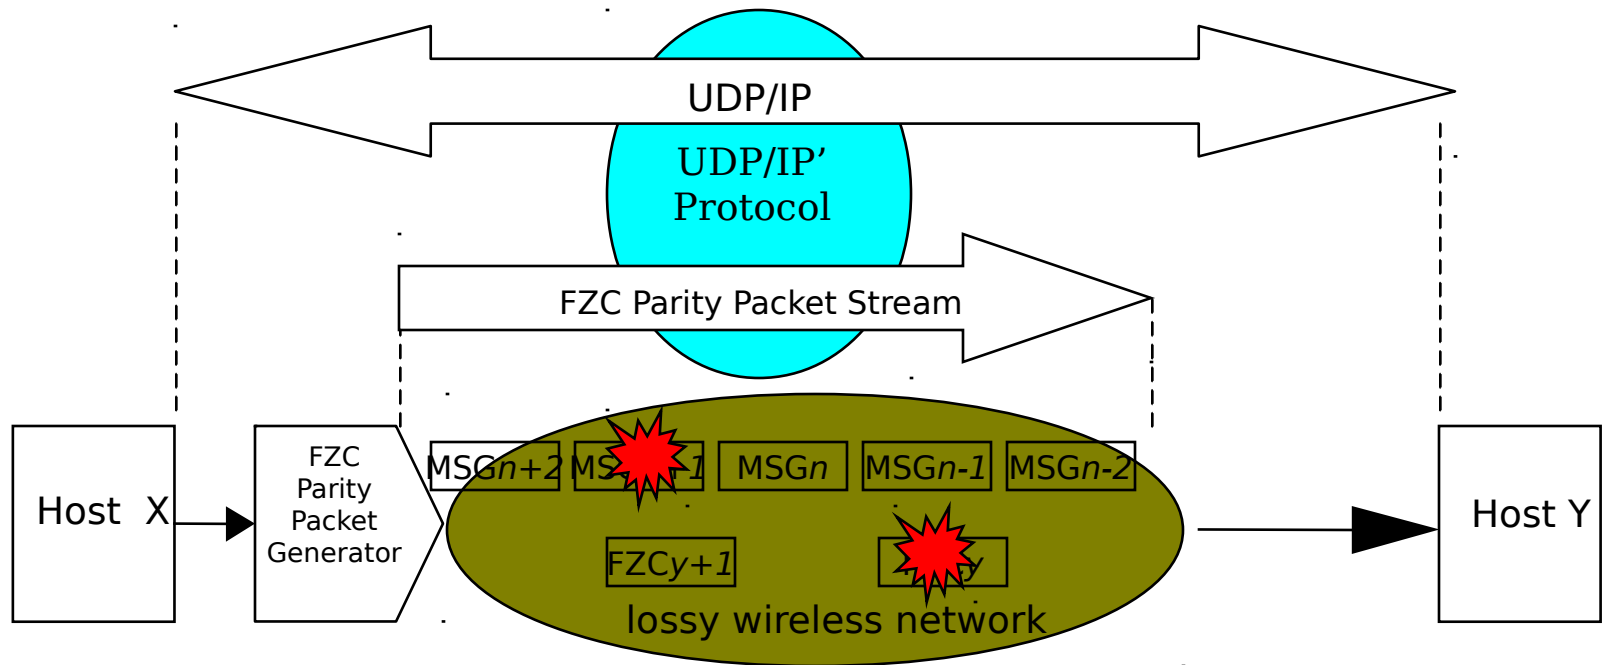 UDP/IP
UDP/IP’
Protocol
FZC Parity Packet Stream
Host X
FZC
Parity
Packet
Generator
MSGn+2
MSGn
MSGn-1
MSGn-2
FZCy+1
lossy wireless network
Host Y